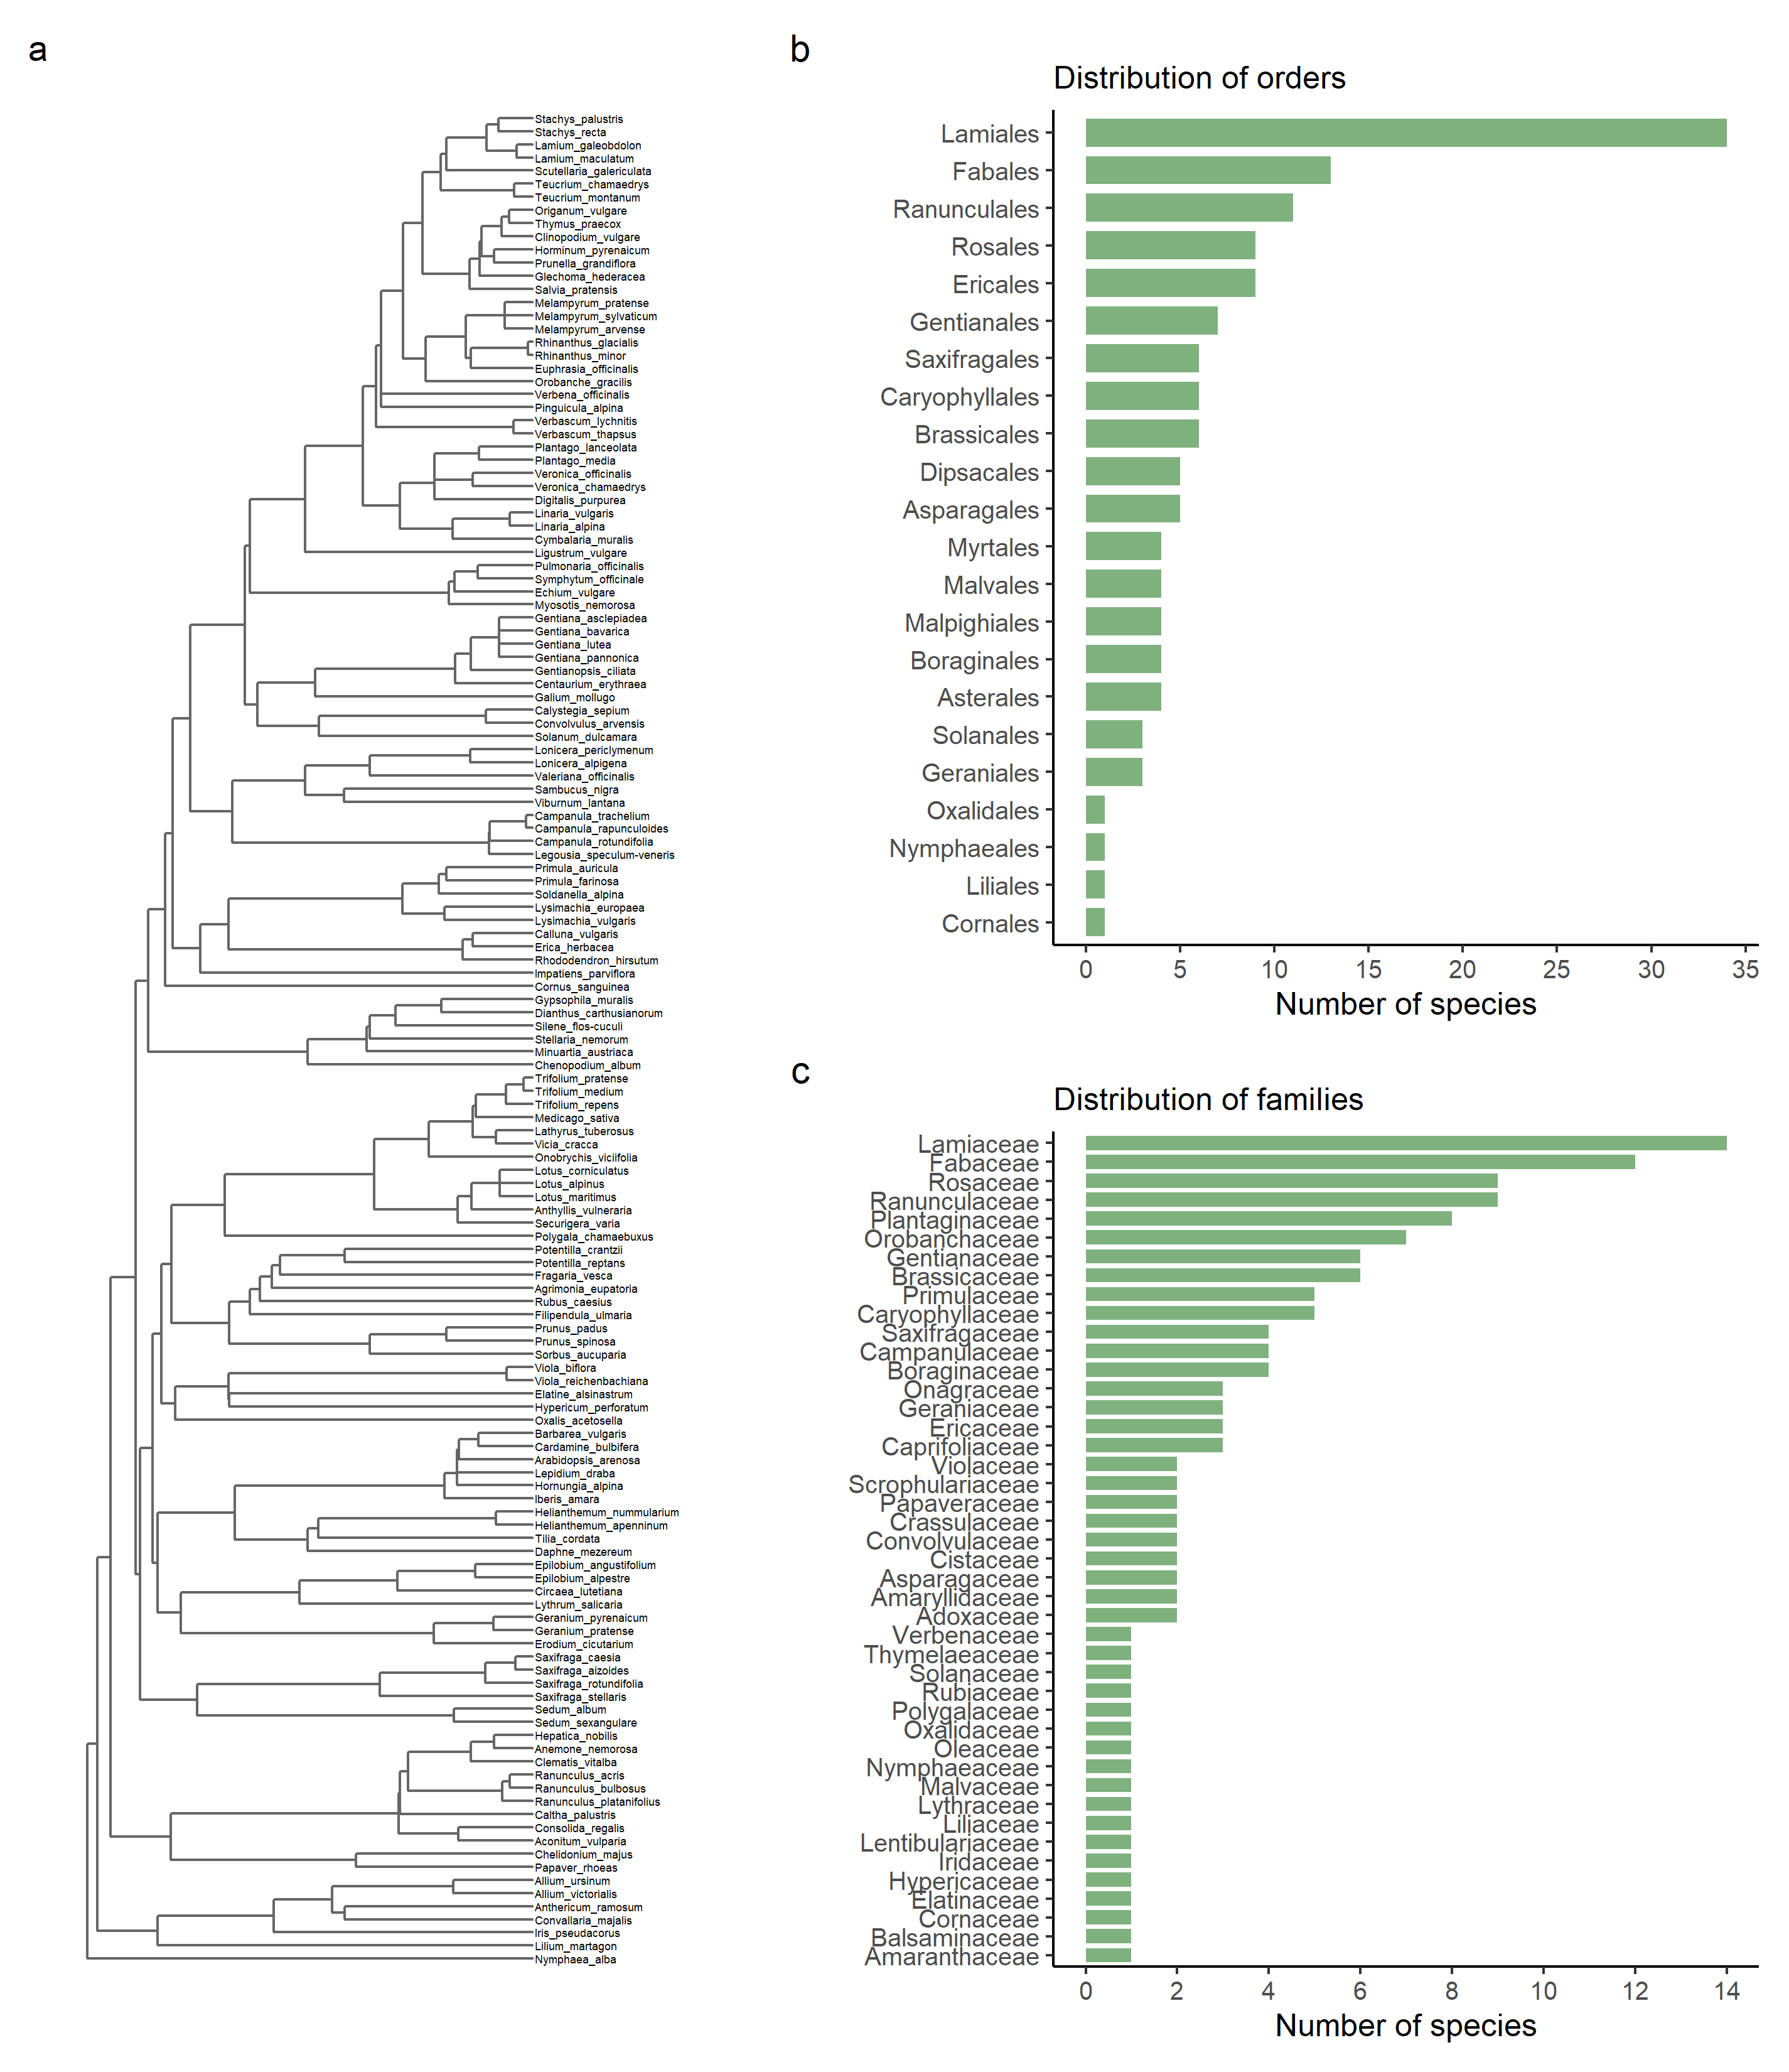 a
Stachys_palustris
Stachys_recta
Lamium_galeobdolon
Lamium_maculatum
Scutellaria_galericulata
Teucrium_chamaedrys
Teucrium_montanum
Origanum_vulgare
Thymus_praecox
Clinopodium_vulgare
Horminum_pyrenaicum
Prunella_grandiflora
Glechoma_hederacea
Salvia_pratensis
Melampyrum_pratense
Melampyrum_sylvaticum
Melampyrum_arvense
Rhinanthus_glacialis
Rhinanthus_minor
Euphrasia_officinalis
Orobanche_gracilis
Verbena_officinalis
Pinguicula_alpina
Verbascum_lychnitis
Verbascum_thapsus
Plantago_lanceolata
Plantago_media
Veronica_officinalis
Veronica_chamaedrys
Digitalis_purpurea
Linaria_vulgaris
Linaria_alpina
Cymbalaria_muralis
Ligustrum_vulgare
Pulmonaria_officinalis
Symphytum_officinale
Echium_vulgare
Myosotis_nemorosa
Gentiana_asclepiadea
Gentiana_bavarica
Gentiana_lutea
Gentiana_pannonica
Gentianopsis_ciliata
Centaurium_erythraea
Galium_mollugo
Calystegia_sepium
Convolvulus_arvensis
Solanum_dulcamara
Lonicera_periclymenum
Lonicera_alpigena
Valeriana_officinalis
Sambucus_nigra
Viburnum_lantana
Campanula_trachelium
Campanula_rapunculoides
Campanula_rotundifolia
Legousia_speculum-veneris
Primula_auricula
Primula_farinosa
Soldanella_alpina
Lysimachia_europaea
Lysimachia_vulgaris
Calluna_vulgaris
Erica_herbacea
Rhododendron_hirsutum
Impatiens_parviflora
Cornus_sanguinea
Gypsophila_muralis
Dianthus_carthusianorum
Silene_flos-cuculi
Stellaria_nemorum
Minuartia_austriaca
Chenopodium_album
Trifolium_pratense
Trifolium_medium
Trifolium_repens
Medicago_sativa
Lathyrus_tuberosus
Vicia_cracca
Onobrychis_viciifolia
Lotus_corniculatus
Lotus_alpinus
Lotus_maritimus
Anthyllis_vulneraria
Securigera_varia
Polygala_chamaebuxus
Potentilla_crantzii
Potentilla_reptans
Fragaria_vesca
Agrimonia_eupatoria
Rubus_caesius
Filipendula_ulmaria
Prunus_padus
Prunus_spinosa
Sorbus_aucuparia
Viola_biflora
Viola_reichenbachiana
Elatine_alsinastrum
Hypericum_perforatum
Oxalis_acetosella
Barbarea_vulgaris
Cardamine_bulbifera
Arabidopsis_arenosa
Lepidium_draba
Hornungia_alpina
Iberis_amara
Helianthemum_nummularium
Helianthemum_apenninum
Tilia_cordata
Daphne_mezereum
Epilobium_angustifolium
Epilobium_alpestre
Circaea_lutetiana
Lythrum_salicaria
Geranium_pyrenaicum
Geranium_pratense
Erodium_cicutarium
Saxifraga_caesia
Saxifraga_aizoides
Saxifraga_rotundifolia
Saxifraga_stellaris
Sedum_album
Sedum_sexangulare
Hepatica_nobilis
Anemone_nemorosa
Clematis_vitalba
Ranunculus_acris
Ranunculus_bulbosus
Ranunculus_platanifolius
Caltha_palustris
Consolida_regalis
Aconitum_vulparia
Chelidonium_majus
Papaver_rhoeas
Allium_ursinum
Allium_victorialis
Anthericum_ramosum
Convallaria_majalis
Iris_pseudacorus
Lilium_martagon
Nymphaea_alba
b
Distribution of orders
Lamiales
Fabales
Ranunculales
Rosales
Ericales
Gentianales
Saxifragales
Caryophyllales
Brassicales
Dipsacales
Asparagales
Myrtales
Malvales
Malpighiales
Boraginales
Asterales
Solanales
Geraniales
Oxalidales
Nymphaeales
Liliales
Cornales
0 5 10 15 20 25 30 35
Number of species
c
Distribution of families
Lamiaceae
Fabaceae
Rosaceae
Ranunculaceae
Plantaginaceae
Orobanchaceae
Gentianaceae
Brassicaceae
Primulaceae
Caryophyllaceae
Saxifragaceae
Campanulaceae
Boraginaceae
Onagraceae
Geraniaceae
Ericaceae
Caprifoliaceae
Violaceae
Scrophulariaceae
Papaveraceae
Crassulaceae
Convolvulaceae
Cistaceae
Asparagaceae
Amaryllidaceae
Adoxaceae
Verbenaceae
Thymelaeaceae
Solanaceae
Rubiaceae
Polygalaceae
Oxalidaceae
Oleaceae
Nymphaeaceae
Malvaceae
Lythraceae
Liliaceae
Lentibulariaceae
Iridaceae
Hypericaceae
Elatinaceae
Cornaceae
Balsaminaceae
Amaranthaceae
0 2 4 6 8 10 12 14
Number of species